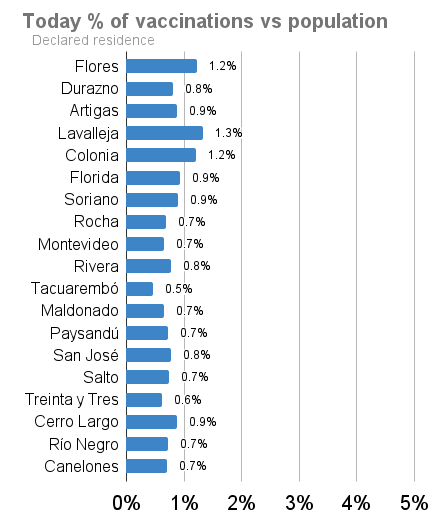 Today % of vaccinations vs population
Declared residence
Flores 1.2%
Durazno 0.8%
Artigas 0.9%
Lavalleja 1.3%
Colonia 1.2%
Florida 0.9%
Soriano 0.9%
Rocha 0.7%
Montevideo 0.7%
Rivera 0.8%
Tacuarembó 0.5%
Maldonado 0.7%
Paysandú 0.7%
San José 0.8%
Salto 0.7%
Treinta y Tres 0.6%
Cerro Largo 0.9%
Río Negro 0.7%
Canelones 0.7%
0% 1% 2% 3% 4% 5%